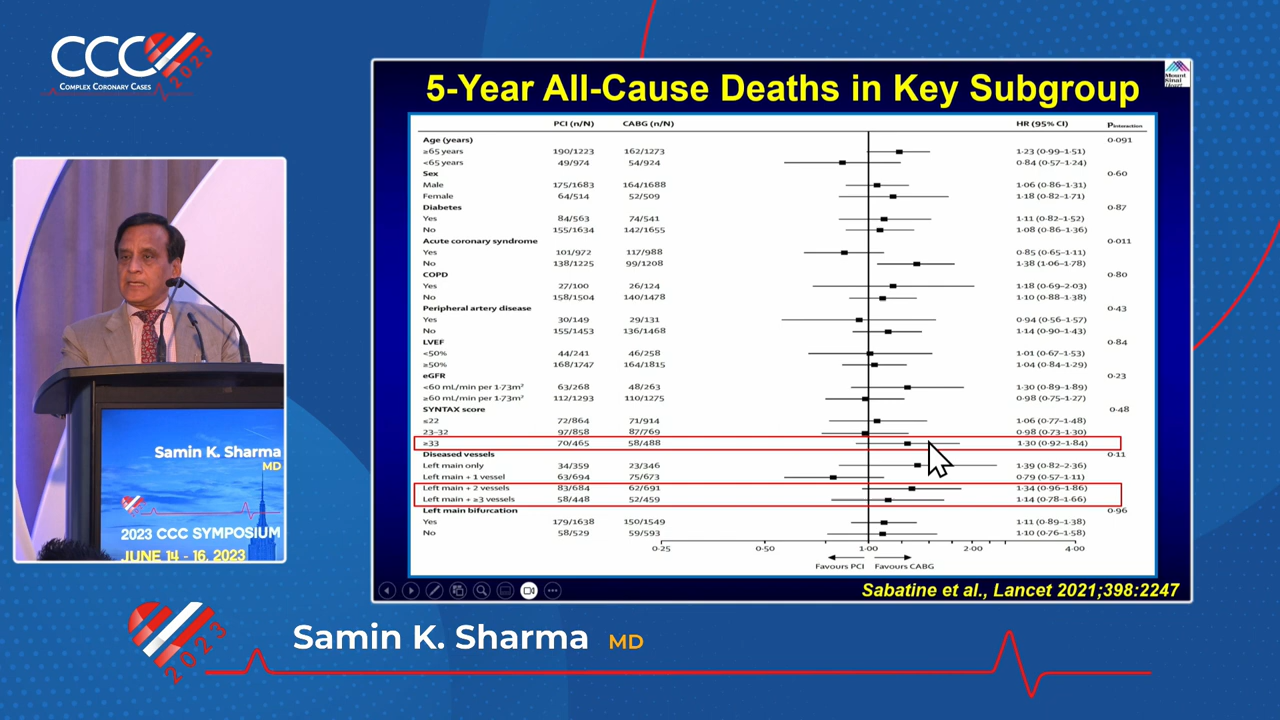 CCC 2023
COMPLEX CORONARY CASES
5-Year All-Cause Deaths in Key Subgroup
Mount Sinai Heart
PCI (n/N) CABG (n/N) HR (95% CI) Pinteraction
Age (years) 0·091
≥65 years 190/1223 162/1273 1·23 (0·99–1·51)
<65 years 49/974 54/924 0·84 (0·57–1·24)
Sex 0·60
Male 175/1683 164/1688 1·06 (0·86–1·31)
Female 64/514 52/509 1·18 (0·82–1·71)
Diabetes 0·87
Yes 84/563 74/541 1·11 (0·82–1·52)
No 155/1634 142/1655 1·08 (0·86–1·36)
Acute coronary syndrome 0·011
Yes 101/972 117/988 0·85 (0·65–1·11)
No 138/1225 99/1208 1·38 (1·06–1·78)
COPD 0·80
Yes 27/100 26/124 1·18 (0·69–2·03)
No 158/1504 140/1478 1·10 (0·88–1·38)
Peripheral artery disease 0·43
Yes 30/149 29/131 0·94 (0·56–1·57)
No 155/1453 136/1468 1·14 (0·90–1·43)
LVEF 0·84
<50% 44/241 46/258 1·01 (0·67–1·53)
≥50% 168/1747 164/1815 1·04 (0·84–1·29)
eGFR 0·23
<60 mL/min per 1·73m² 63/268 48/263 1·30 (0·89–1·89)
≥60 mL/min per 1·73m² 112/1293 110/1275 0·98 (0·75–1·27)
SYNTAX score 0·48
≤22 72/864 71/914 1·06 (0·77–1·48)
23–32 97/858 87/769 0·98 (0·73–1·30)
≥33 70/465 58/488 1·30 (0·92–1·84)
Diseased vessels 0·11
Left main only 34/359 23/346 1·39 (0·82–2·36)
Left main + 1 vessel 63/694 75/673 0·79 (0·57–1·11)
Left main + 2 vessels 83/684 62/691 1·34 (0·96–1·86)
Left main + ≥3 vessels 58/448 52/459 1·14 (0·78–1·66)
Left main bifurcation 0·96
Yes 179/1638 150/1549 1·11 (0·89–1·38)
No 58/529 59/593 1·10 (0·76–1·58)
0·25 0·50 1·00 2·00 4·00
Favours PCI Favours CABG
Sabatine et al., Lancet 2021;398:2247
Samin K. Sharma
MD
2023 CCC SYMPOSIUM
JUNE 14 - 16, 2023
2023
Samin K. Sharma MD